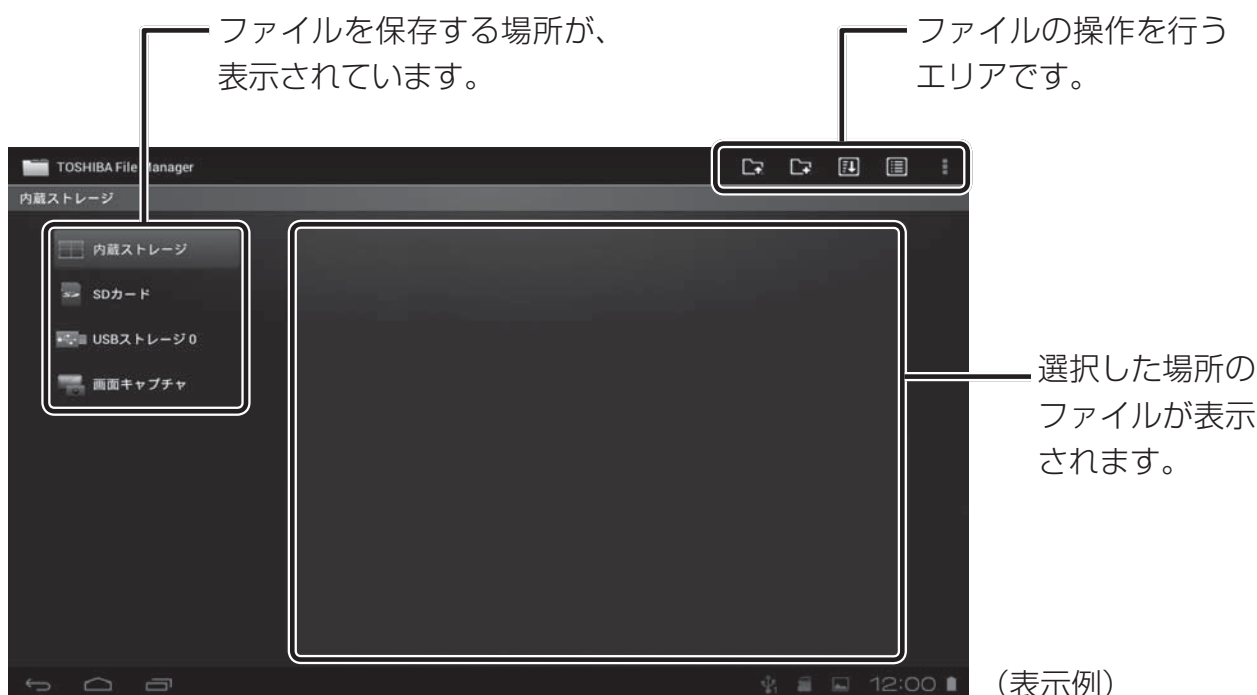 ファイルを保存する場所が、
表示されています。
ファイルの操作を行う
エリアです。
TOSHIBA File Manager
内蔵ストレージ
内蔵ストレージ
SDカード
USBストレージ 0
画面キャプチャ
選択した場所の
ファイルが表示
されます。
12:00
（表示例）